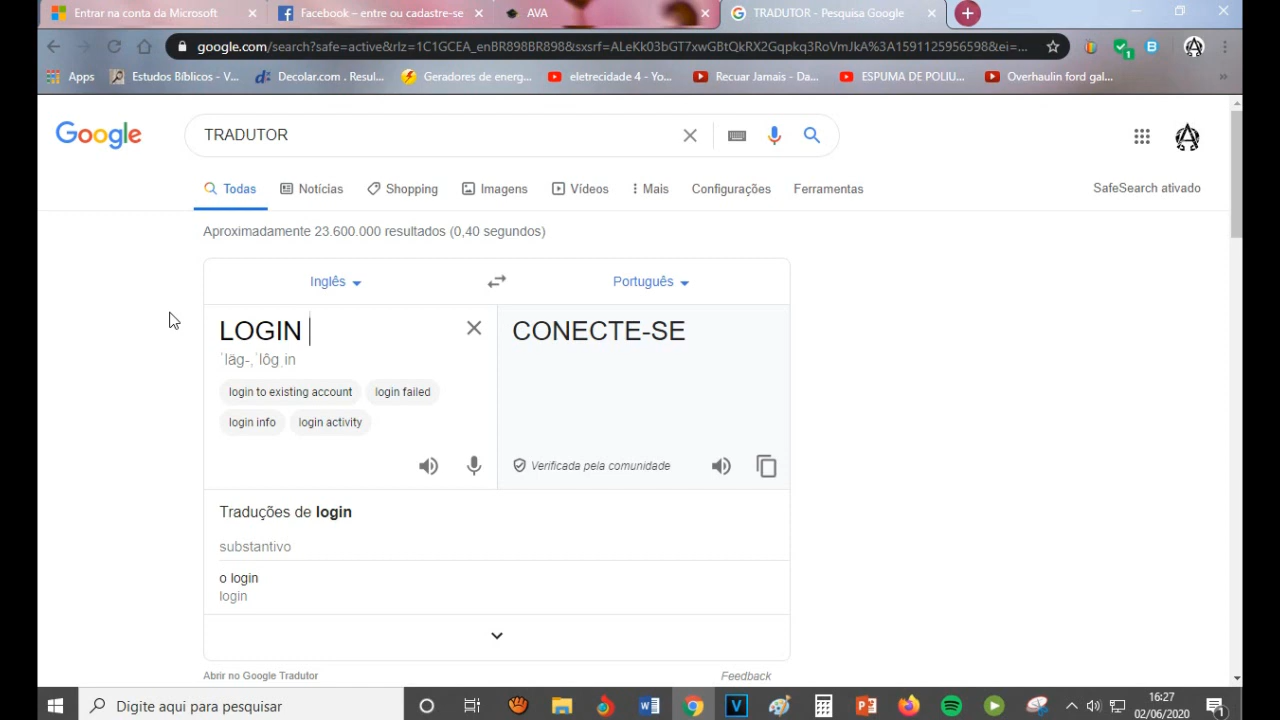 Entrar na conta da Microsoft
Facebook – entre ou cadastre-se
AVA
TRADUTOR - Pesquisa Google
google.com/search?safe=active&rlz=1C1GCEA_enBR898BR898&sxsrf=ALeKk03bGT7xwGBtQkRX2Gqpkq3RoVmJkA%3A1591125956598&ei=...
Apps
Estudos Bíblicos – V...
Decolar.com . Resul...
Geradores de energ...
eletrecidade 4 - Yo...
Recuar Jamais - Da...
ESPUMA DE POLIU...
Overhaulin ford gal...
Google
TRADUTOR
Todas
Notícias
Shopping
Imagens
Vídeos
Mais
Configurações
Ferramentas
SafeSearch ativado
Aproximadamente 23.600.000 resultados (0,40 segundos)
Inglês
Português
LOGIN
CONECTE-SE
ˈläɡ-,ˈlôɡˌin
login to existing account
login failed
login info
login activity
Verificada pela comunidade
Traduções de login
substantivo
o login
login
Abrir no Google Tradutor
Feedback
Digite aqui para pesquisar
16:27
02/06/2020